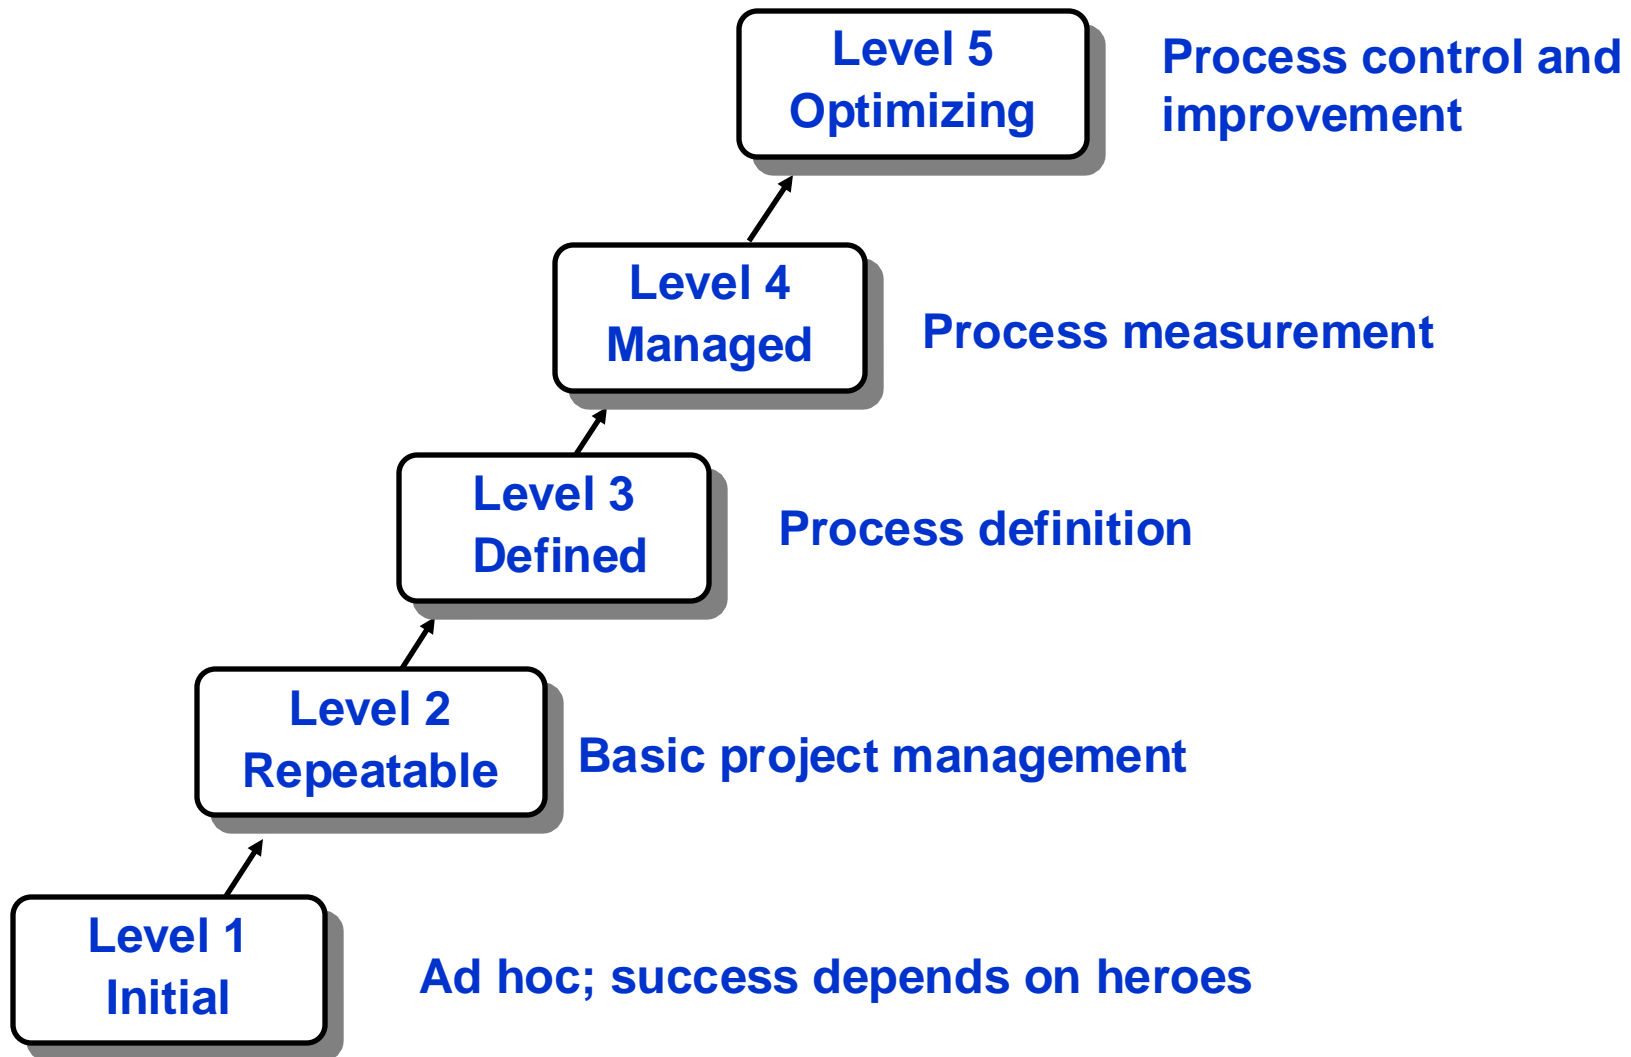 Level 5
Optimizing
Process control and
improvement
Level 4
Managed
Process measurement
Level 3
Defined
Process definition
Level 2
Repeatable
Basic project management
Level 1
Initial
Ad hoc; success depends on heroes